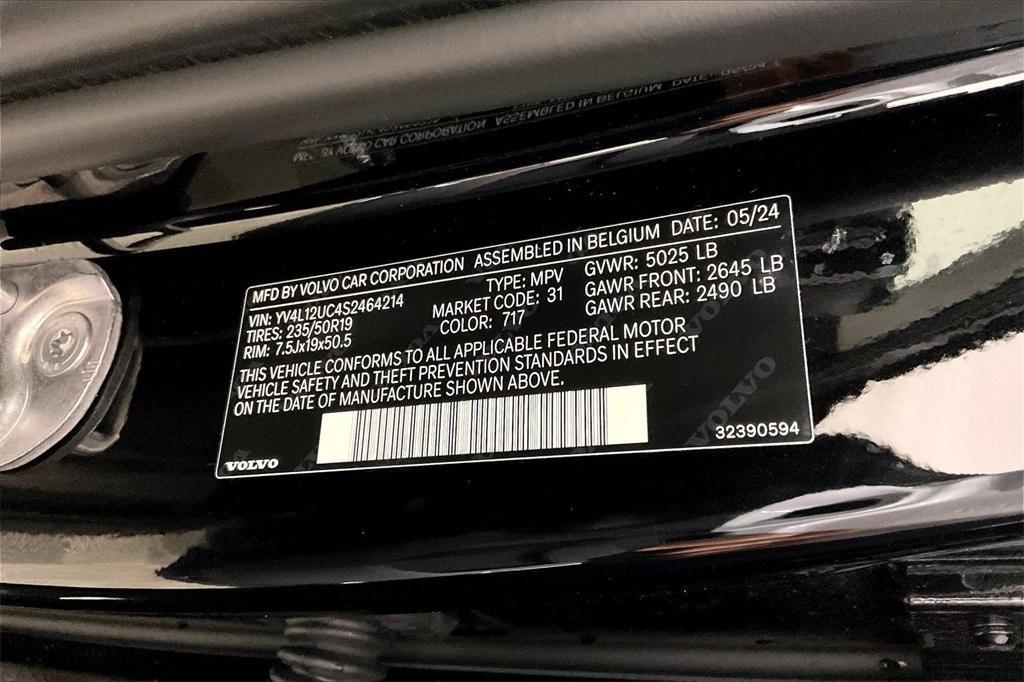 MFD BY VOLVO CAR CORPORATION ASSEMBLED IN BELGIUM DATE: 05/24
VIN: YV4L12UC4S2464214 TYPE: MPV GVWR: 5025 LB
TIRES: 235/50R19 MARKET CODE: 31 GAWR FRONT: 2645 LB
RIM: 7.5Jx19x50.5 COLOR: 717 GAWR REAR: 2490 LB
THIS VEHICLE CONFORMS TO ALL APPLICABLE FEDERAL MOTOR
VEHICLE SAFETY AND THEFT PREVENTION STANDARDS IN EFFECT
ON THE DATE OF MANUFACTURE SHOWN ABOVE.
VOLVO 32390594
VOLVO